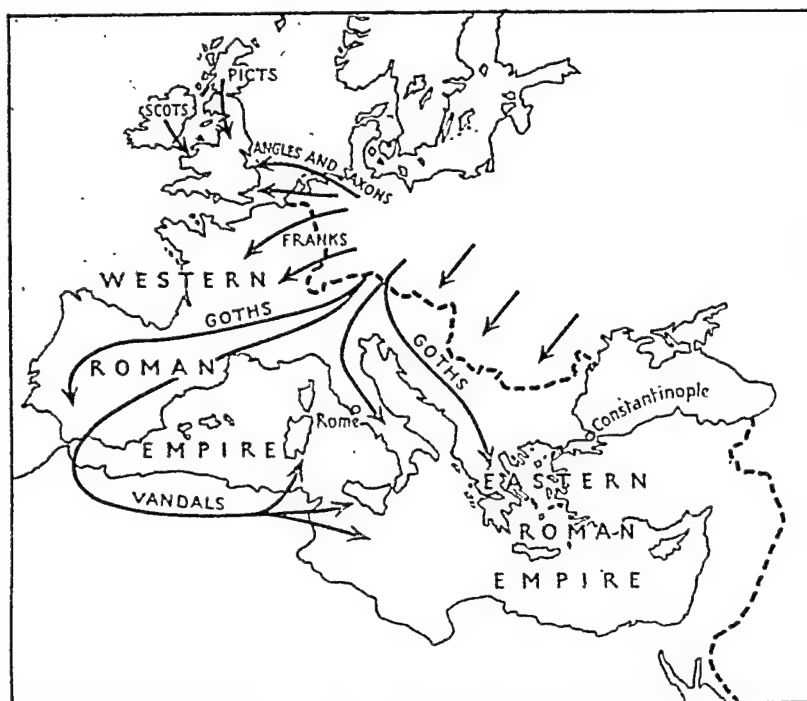 PICTS
SCOTS
ANGLES AND SAXONS
FRANKS
WESTERN
GOTHS
ROMAN
GOTHS
Rome
Constantinople
EMPIRE
EASTERN
VANDALS
ROMAN
EMPIRE